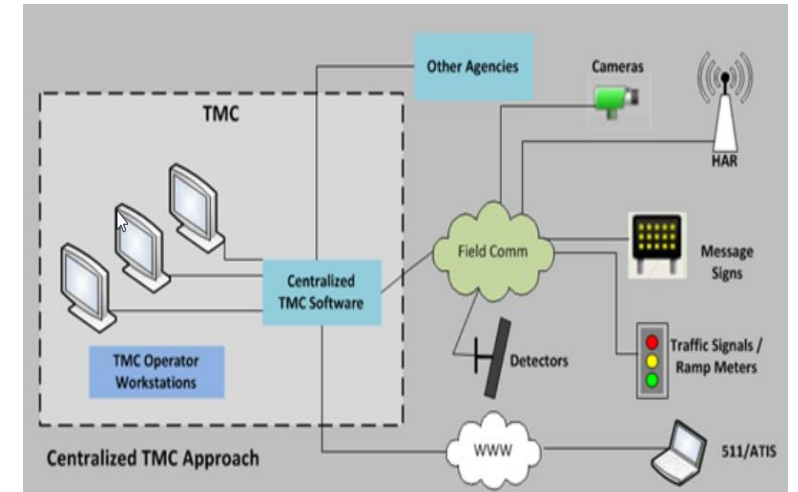 Other Agencies
Cameras
TMC
HAR
Field Comm
Message
Signs
Centralized
TMC Software
TMC Operator
Workstations
Detectors
Traffic Signals /
Ramp Meters
WWW
511/ATIS
Centralized TMC Approach